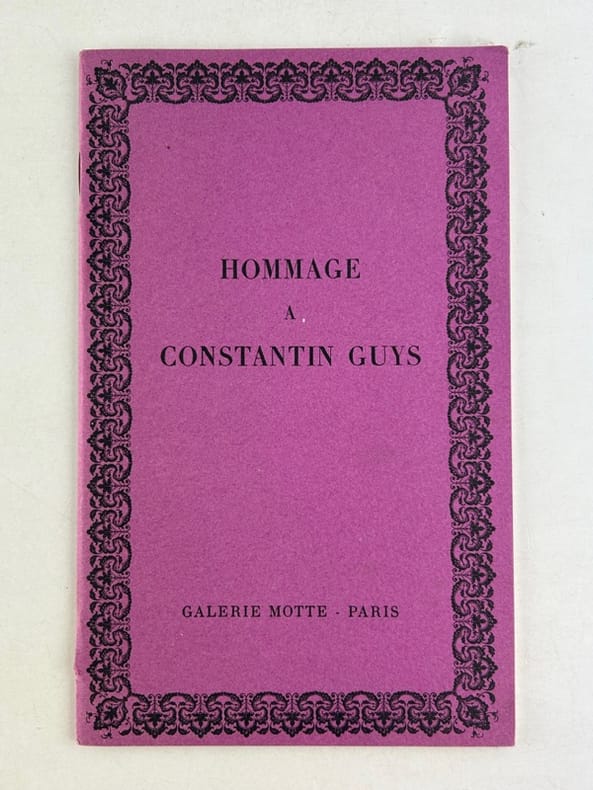 HOMMAGE
A
CONSTANTIN GUYS
GALERIE MOTTE - PARIS